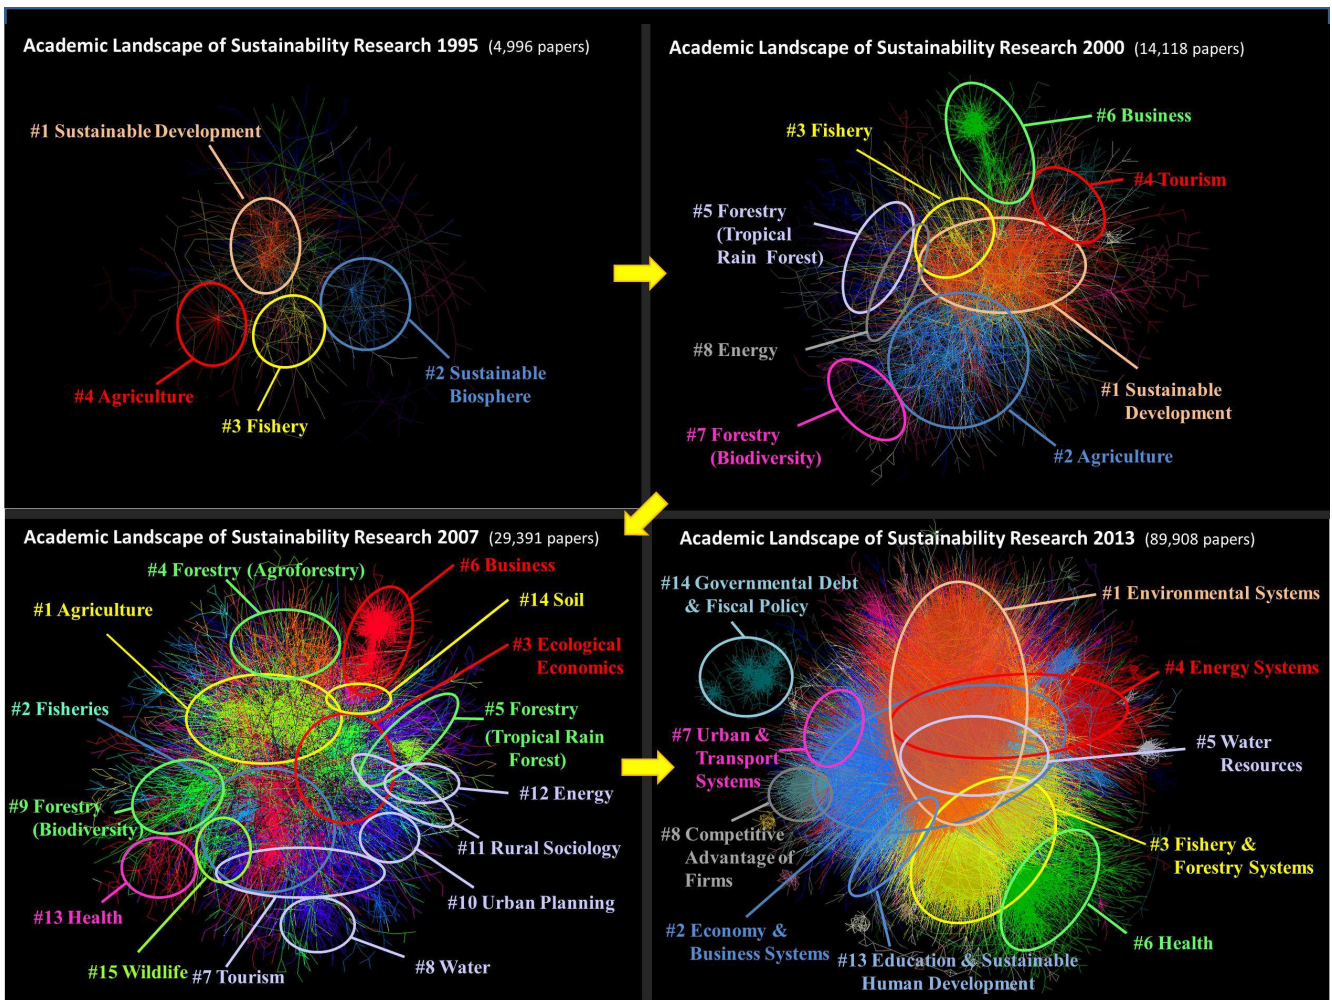 Academic Landscape of Sustainability Research 1995 (4,996 papers)
#1 Sustainable Development
#4 Agriculture
#3 Fishery
#2 Sustainable
Biosphere
Academic Landscape of Sustainability Research 2000 (14,118 papers)
#6 Business
#3 Fishery
#4 Tourism
#5 Forestry
(Tropical
Rain Forest)
#8 Energy
#1 Sustainable
Development
#7 Forestry
(Biodiversity)
#2 Agriculture
Academic Landscape of Sustainability Research 2007 (29,391 papers)
#4 Forestry (Agroforestry)
#6 Business
#1 Agriculture
#14 Soil
#3 Ecological
Economics
#2 Fisheries
#5 Forestry
(Tropical Rain
Forest)
#12 Energy
#9 Forestry
(Biodiversity)
#11 Rural Sociology
#10 Urban Planning
#13 Health
#15 Wildlife
#7 Tourism
#8 Water
Academic Landscape of Sustainability Research 2013 (89,908 papers)
#14 Governmental Debt
& Fiscal Policy
#1 Environmental Systems
#4 Energy Systems
#7 Urban &
Transport
Systems
#5 Water
Resources
#8 Competitive
Advantage of
Firms
#3 Fishery &
Forestry Systems
#2 Economy &
Business Systems
#6 Health
#13 Education & Sustainable
Human Development